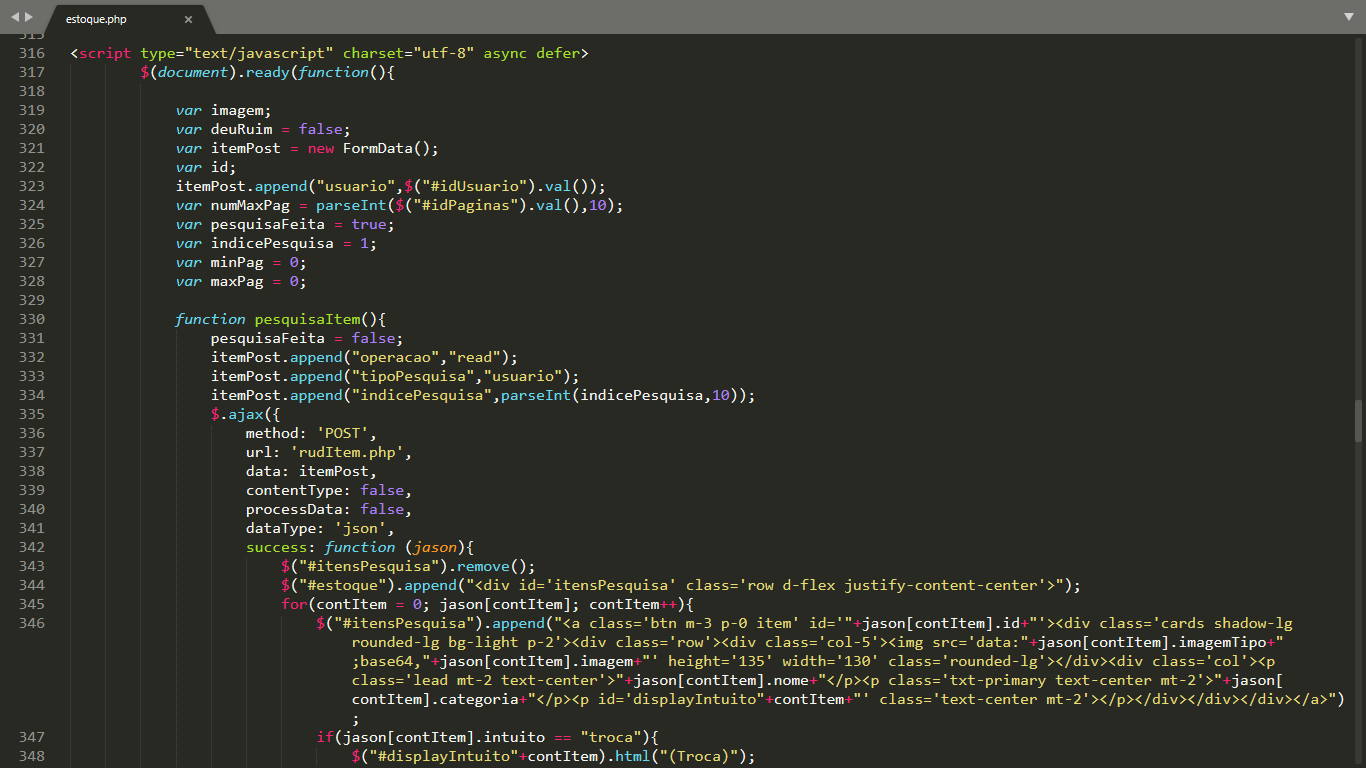 estoque.php
315
316 <script type="text/javascript" charset="utf-8" async defer>
317 $(document).ready(function(){
318
319 var imagem;
320 var deuRuim = false;
321 var itemPost = new FormData();
322 var id;
323 itemPost.append("usuario",$("#idUsuario").val());
324 var numMaxPag = parseInt($("#idPaginas").val(),10);
325 var pesquisaFeita = true;
326 var indicePesquisa = 1;
327 var minPag = 0;
328 var maxPag = 0;
329
330 function pesquisaItem(){
331 pesquisaFeita = false;
332 itemPost.append("operacao","read");
333 itemPost.append("tipoPesquisa","usuario");
334 itemPost.append("indicePesquisa",parseInt(indicePesquisa,10));
335 $.ajax({
336 method: 'POST',
337 url: 'rudItem.php',
338 data: itemPost,
339 contentType: false,
340 processData: false,
341 dataType: 'json',
342 success: function (jason){
343 $("#itensPesquisa").remove();
344 $("#estoque").append("<div id='itensPesquisa' class='row d-flex justify-content-center'>");
345 for(contItem = 0; jason[contItem]; contItem++){
346 $("#itensPesquisa").append("<a class='btn m-3 p-0 item' id='"+jason[contItem].id+"'><div class='cards shadow-lg
rounded-lg bg-light p-2'><div class='row'><div class='col-5'><img src='data:"+jason[contItem].imagemTipo+"
;base64,"+jason[contItem].imagem+"' height='135' width='130' class='rounded-lg'></div><div class='col'><p
class='lead mt-2 text-center'>"+jason[contItem].nome+"</p><p class='txt-primary text-center mt-2'>"+jason[
contItem].categoria+"</p><p id='displayIntuito"+contItem+"' class='text-center mt-2'></p></div></div></div></a>")
;
347 if(jason[contItem].intuito == "troca"){
348 $("#displayIntuito"+contItem).html("(Troca)");